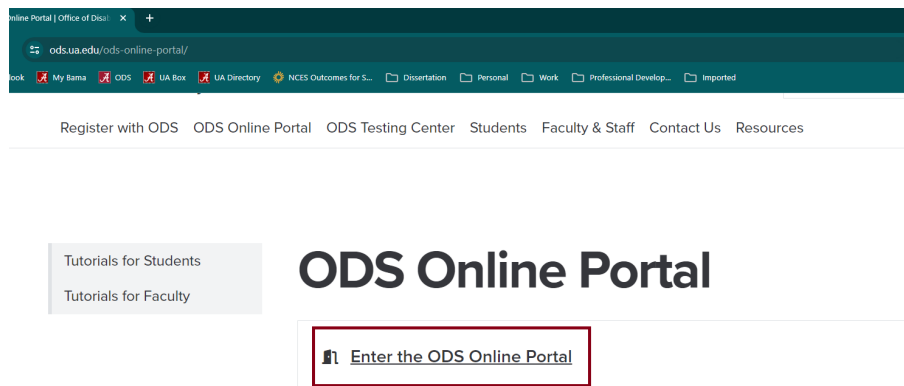 Online Portal | Office of Disa
ods.ua.edu/ods-online-portal/
look My Bama ODS UA Box UA Directory NCES Outcomes for S... Dissertation Personal Work Professional Develop... Imported
Register with ODS ODS Online Portal ODS Testing Center Students Faculty & Staff Contact Us Resources
Tutorials for Students
Tutorials for Faculty
ODS Online Portal
Enter the ODS Online Portal